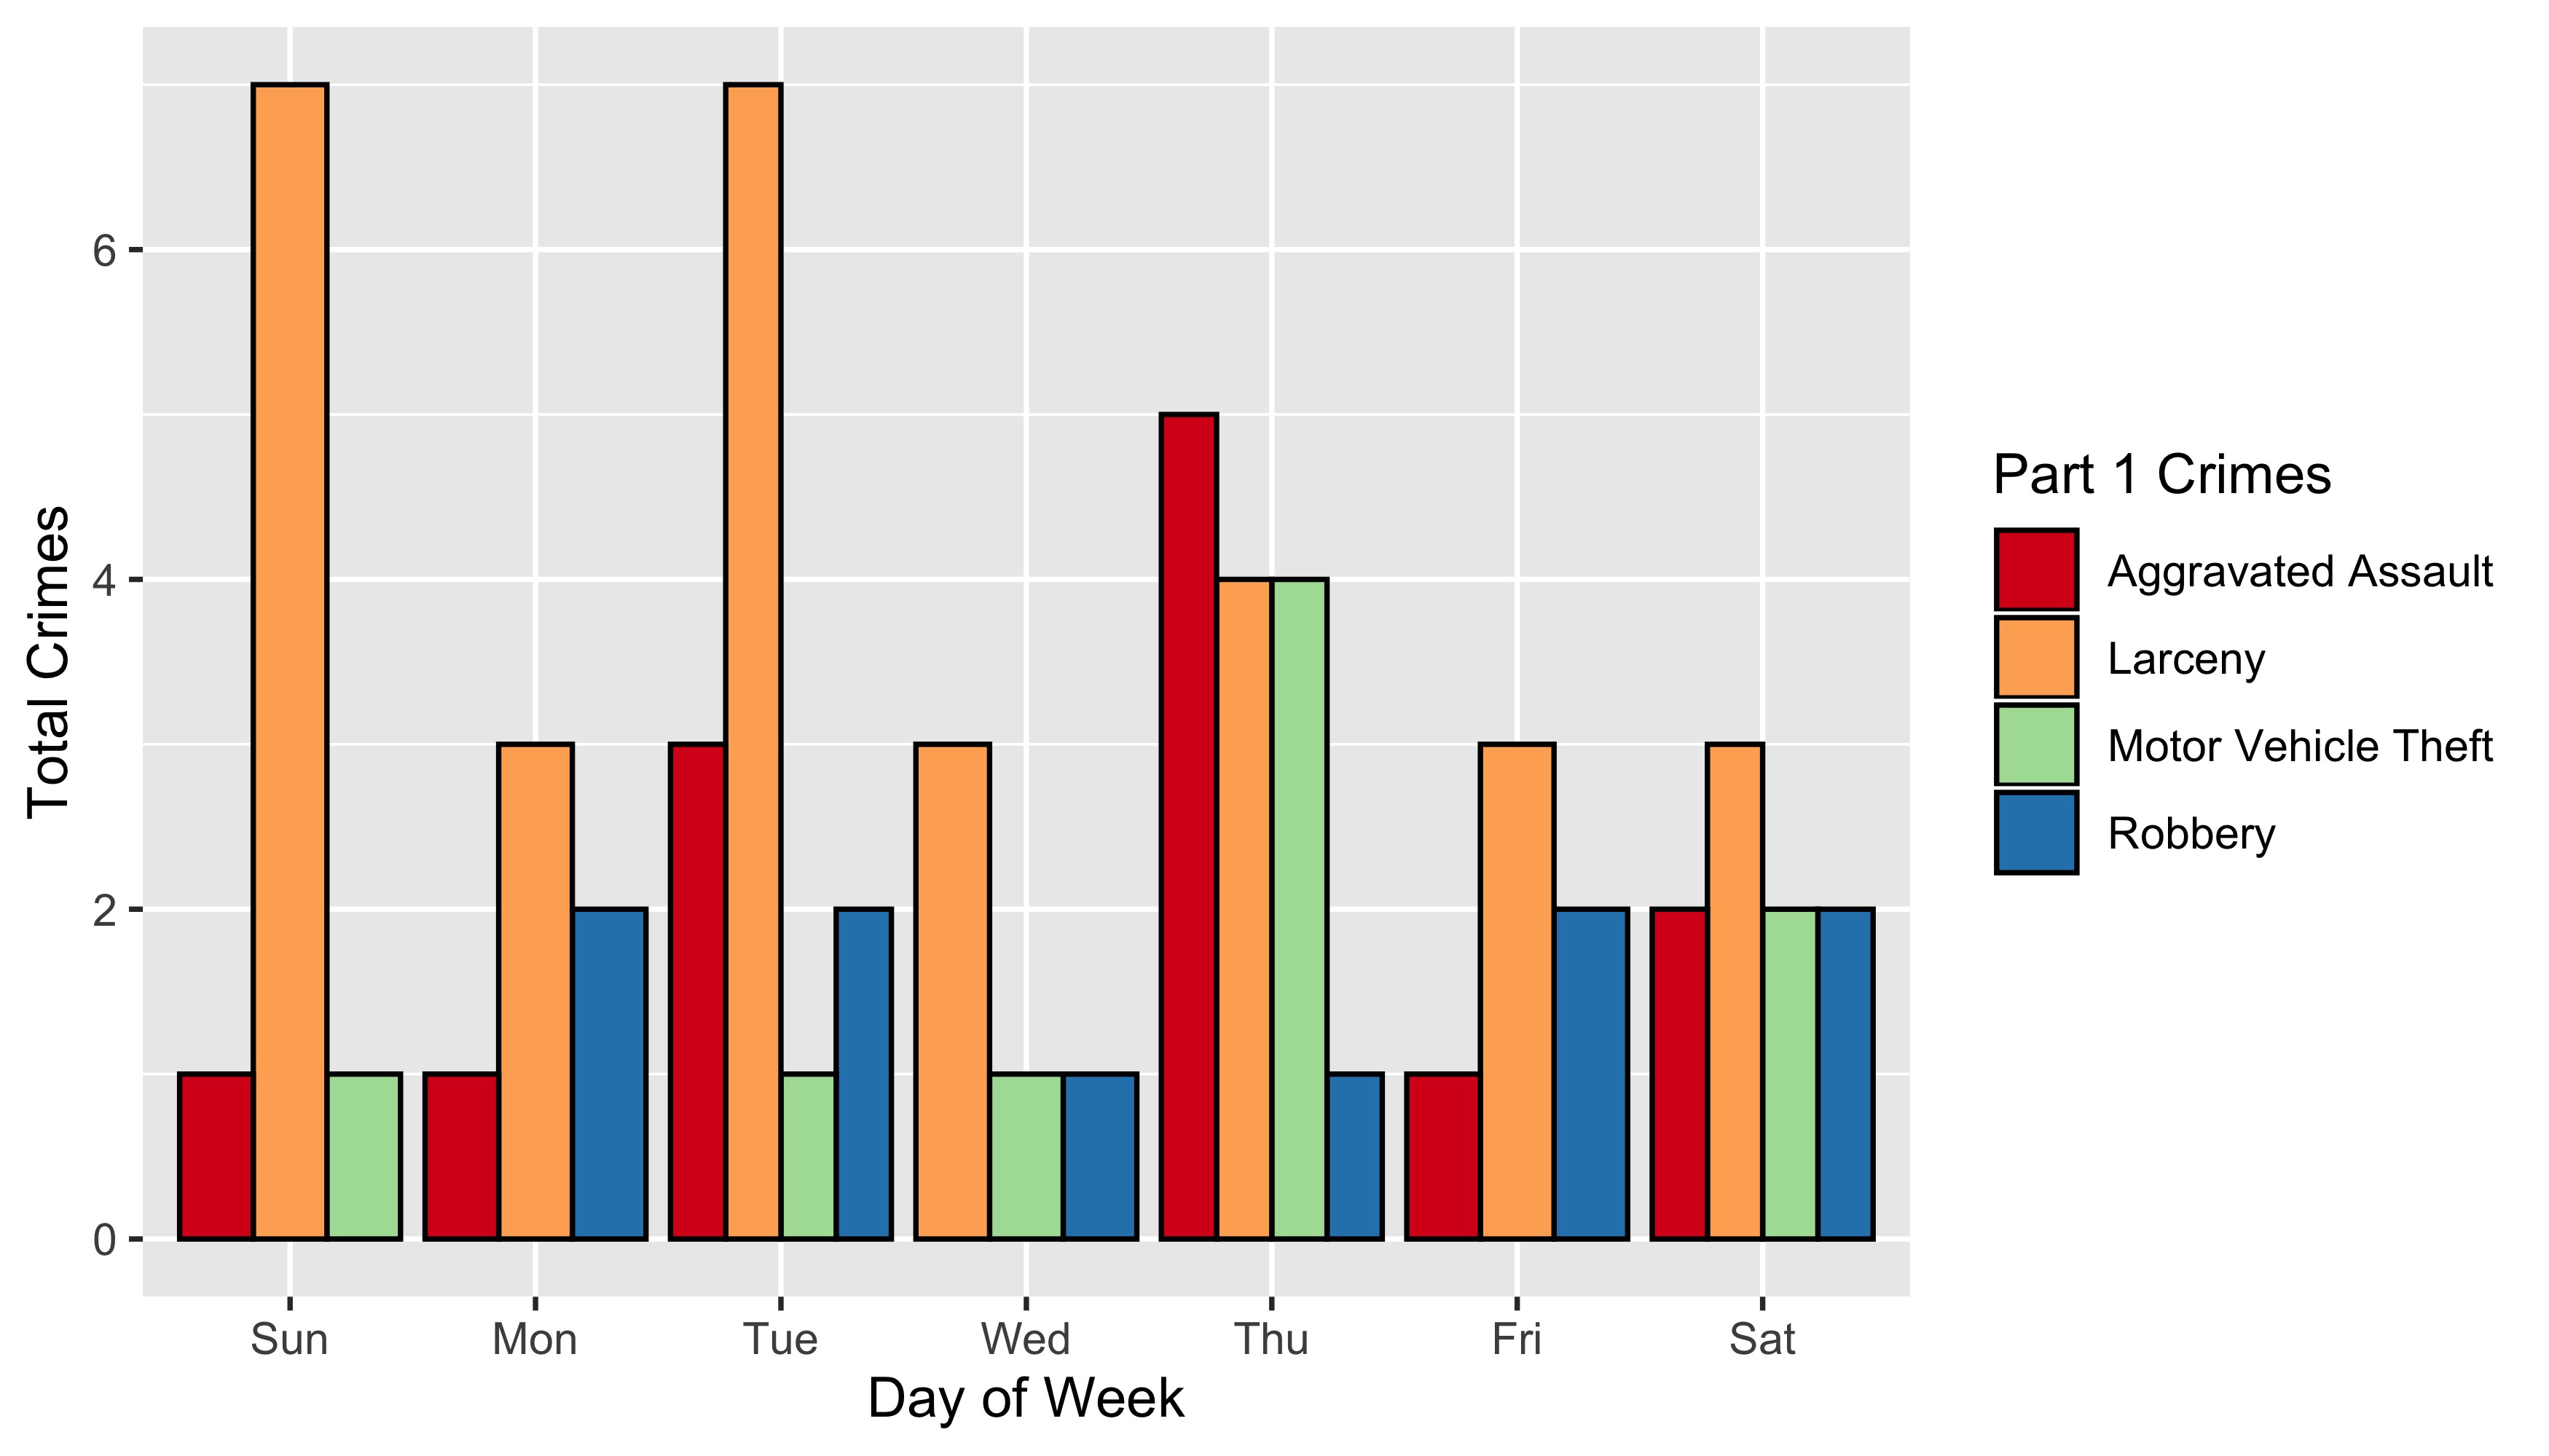 6
4
2
0
Total Crimes
Sun Mon Tue Wed Thu Fri Sat
Day of Week
Part 1 Crimes
Aggravated Assault
Larceny
Motor Vehicle Theft
Robbery